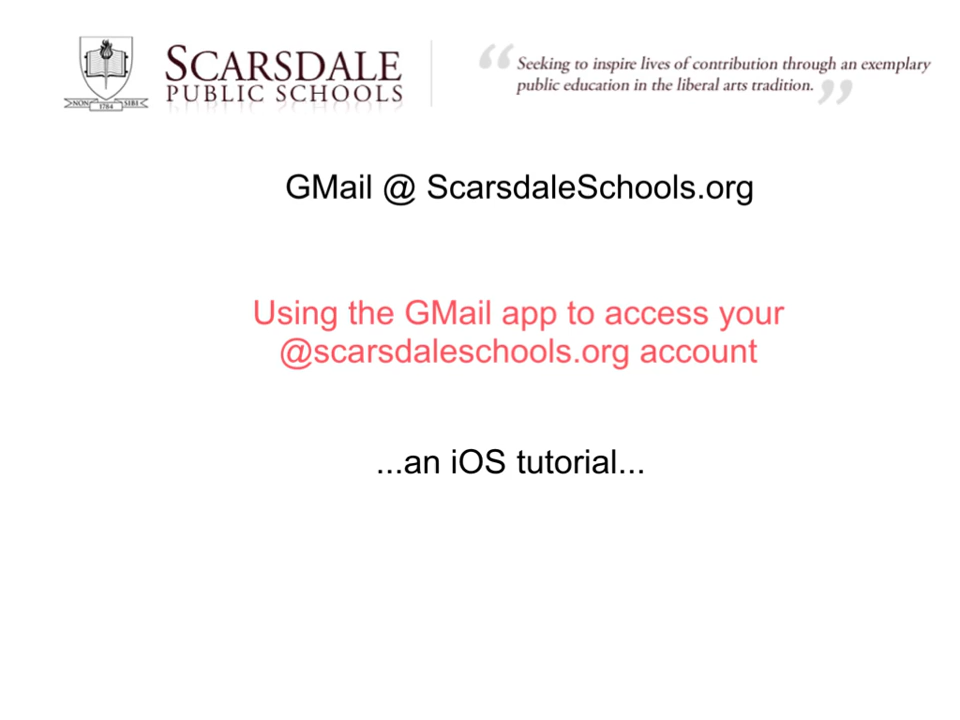 SCARSDALE
PUBLIC SCHOOLS
NON 1784 SIBI
“Seeking to inspire lives of contribution through an exemplary
public education in the liberal arts tradition.”
GMail @ ScarsdaleSchools.org
Using the GMail app to access your
@scarsdaleschools.org account
...an iOS tutorial...